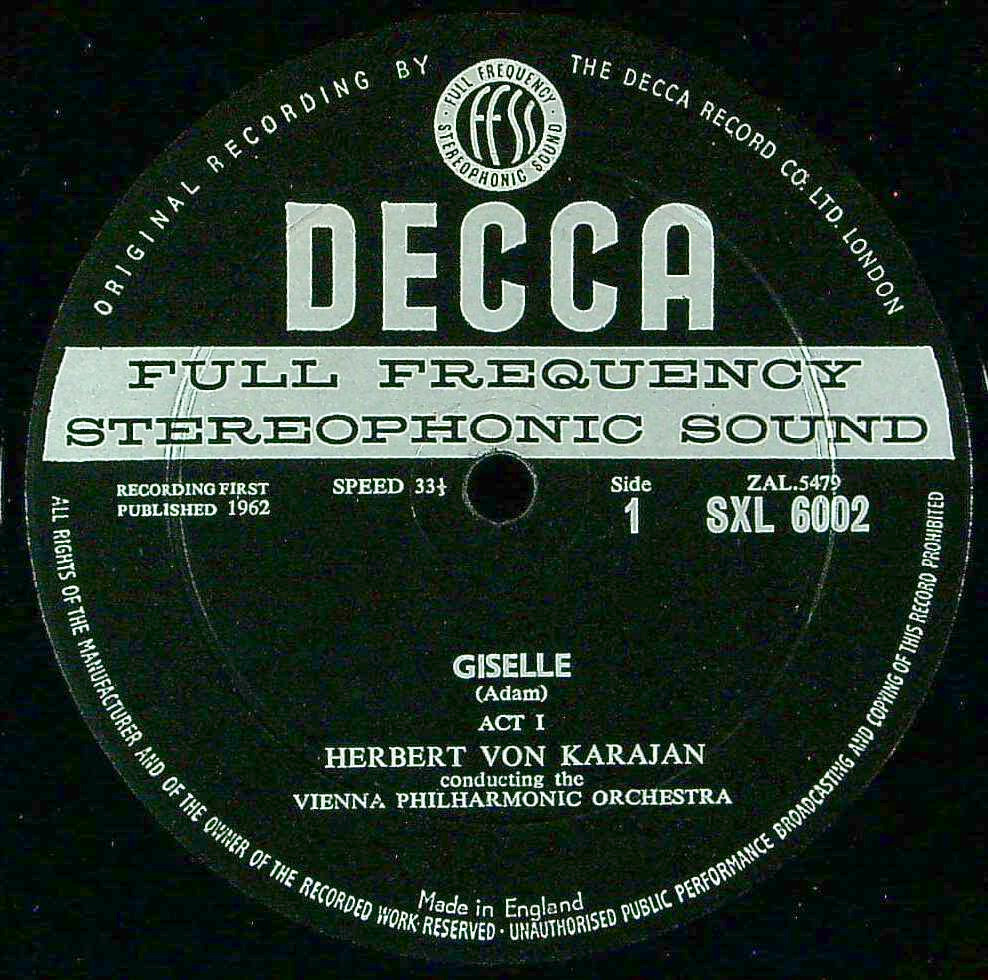 ORIGINAL RECORDING BY THE DECCA RECORD CO. LTD. LONDON
FULL FREQUENCY STEREOPHONIC SOUND
FFSS
DECCA
FULL FREQUENCY
STEREOPHONIC SOUND
RECORDING FIRST
PUBLISHED 1962
SPEED 33⅓
Side
1
ZAL.5479
SXL 6002
GISELLE
(Adam)
ACT I
HERBERT VON KARAJAN
conducting the
VIENNA PHILHARMONIC ORCHESTRA
Made in England
ALL RIGHTS OF THE MANUFACTURER AND OF THE OWNER OF THE RECORDED WORK RESERVED · UNAUTHORISED PUBLIC PERFORMANCE BROADCASTING AND COPYING OF THIS RECORD PROHIBITED